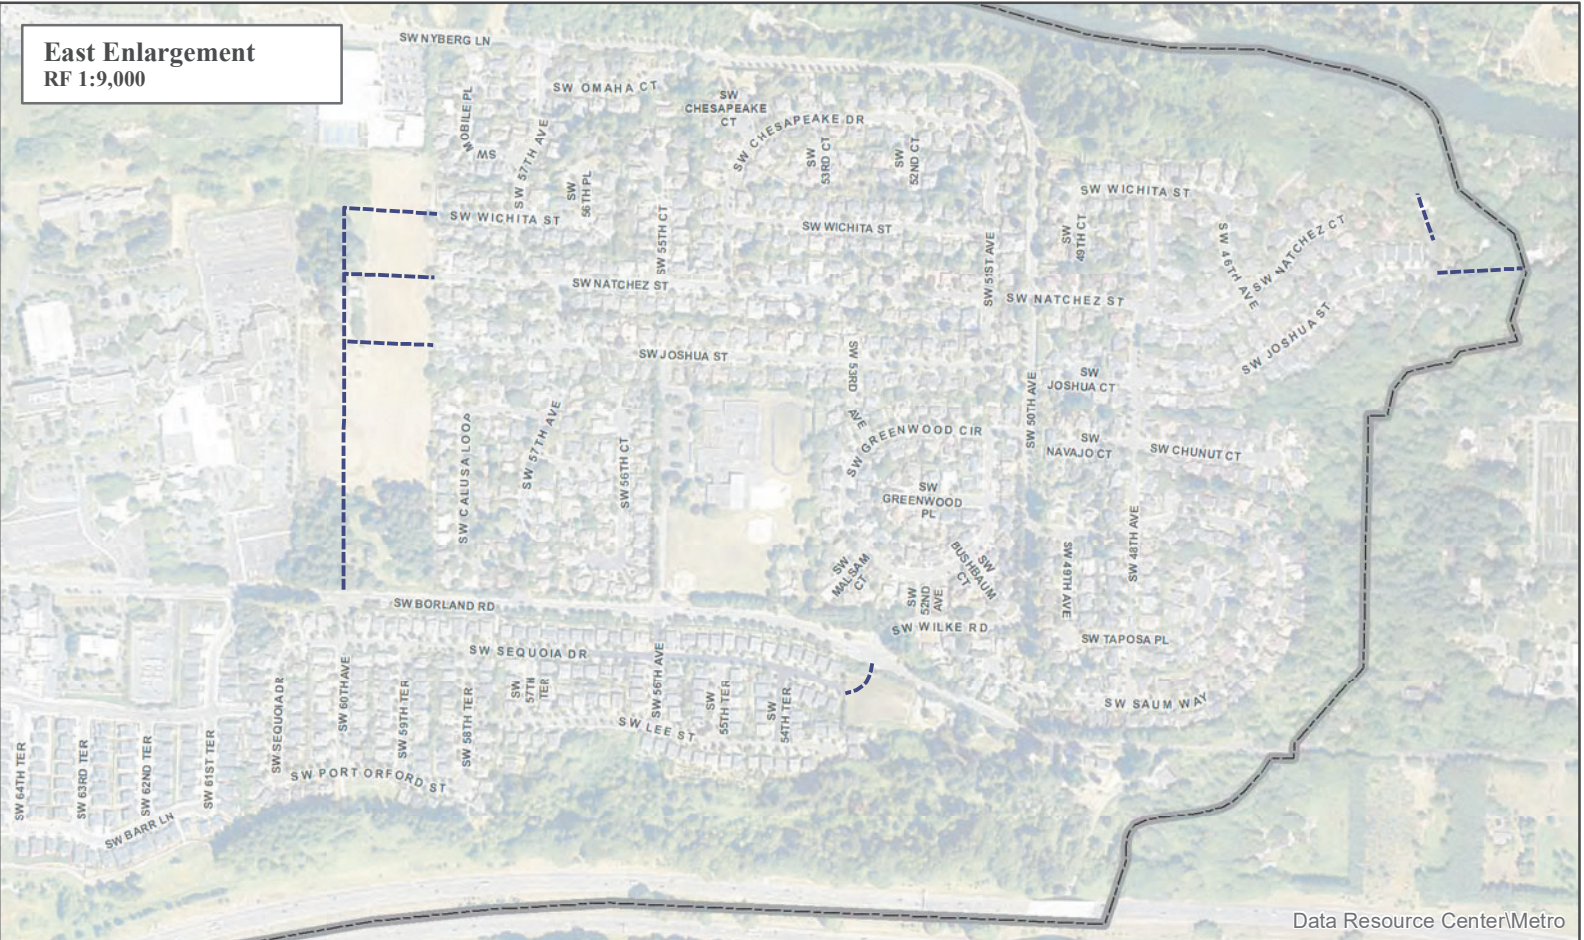 East Enlargement
RF 1:9,000
SW NYBERG LN
SW OMAHA CT
SW
CHESAPEAKE
CT
SW CHESAPEAKE DR
MOBILE PL
SW
SW 57TH AVE
SW
56TH PL
SW
53RD CT
SW
52ND CT
SW WICHITA ST
SW WICHITA ST
SW WICHITA ST
SW 55TH CT
SW
49TH CT
SW 51ST AVE
SW 46TH AVE
SW NATCHEZ CT
SW NATCHEZ ST
SW NATCHEZ ST
SW JOSHUA ST
SW JOSHUA ST
SW 53RD AVE
SW
JOSHUA CT
SW 50TH AVE
SW CALUSA LOOP
SW 57TH AVE
SW 56TH CT
SW GREENWOOD CIR
SW
NAVAJO CT
SW CHUNUT CT
SW
GREENWOOD
PL
SW 48TH AVE
SW
MALSAM
CT
SW
BUSHBAUM
CT
SW 49TH AVE
SW
52ND
AVE
SW BORLAND RD
SW WILKE RD
SW TAPOSA PL
SW SEQUOIA DR
SW 56TH AVE
SW SEQUOIA DR
SW 60TH AVE
SW 59TH TER
SW 58TH TER
SW
57TH
TER
SW
55TH TER
SW
54TH TER
SW SAUM WAY
SW LEE ST
SW 64TH TER
SW 63RD TER
SW 62ND TER
SW 61ST TER
SW PORT ORFORD ST
SW BARR LN
Data Resource Center\Metro